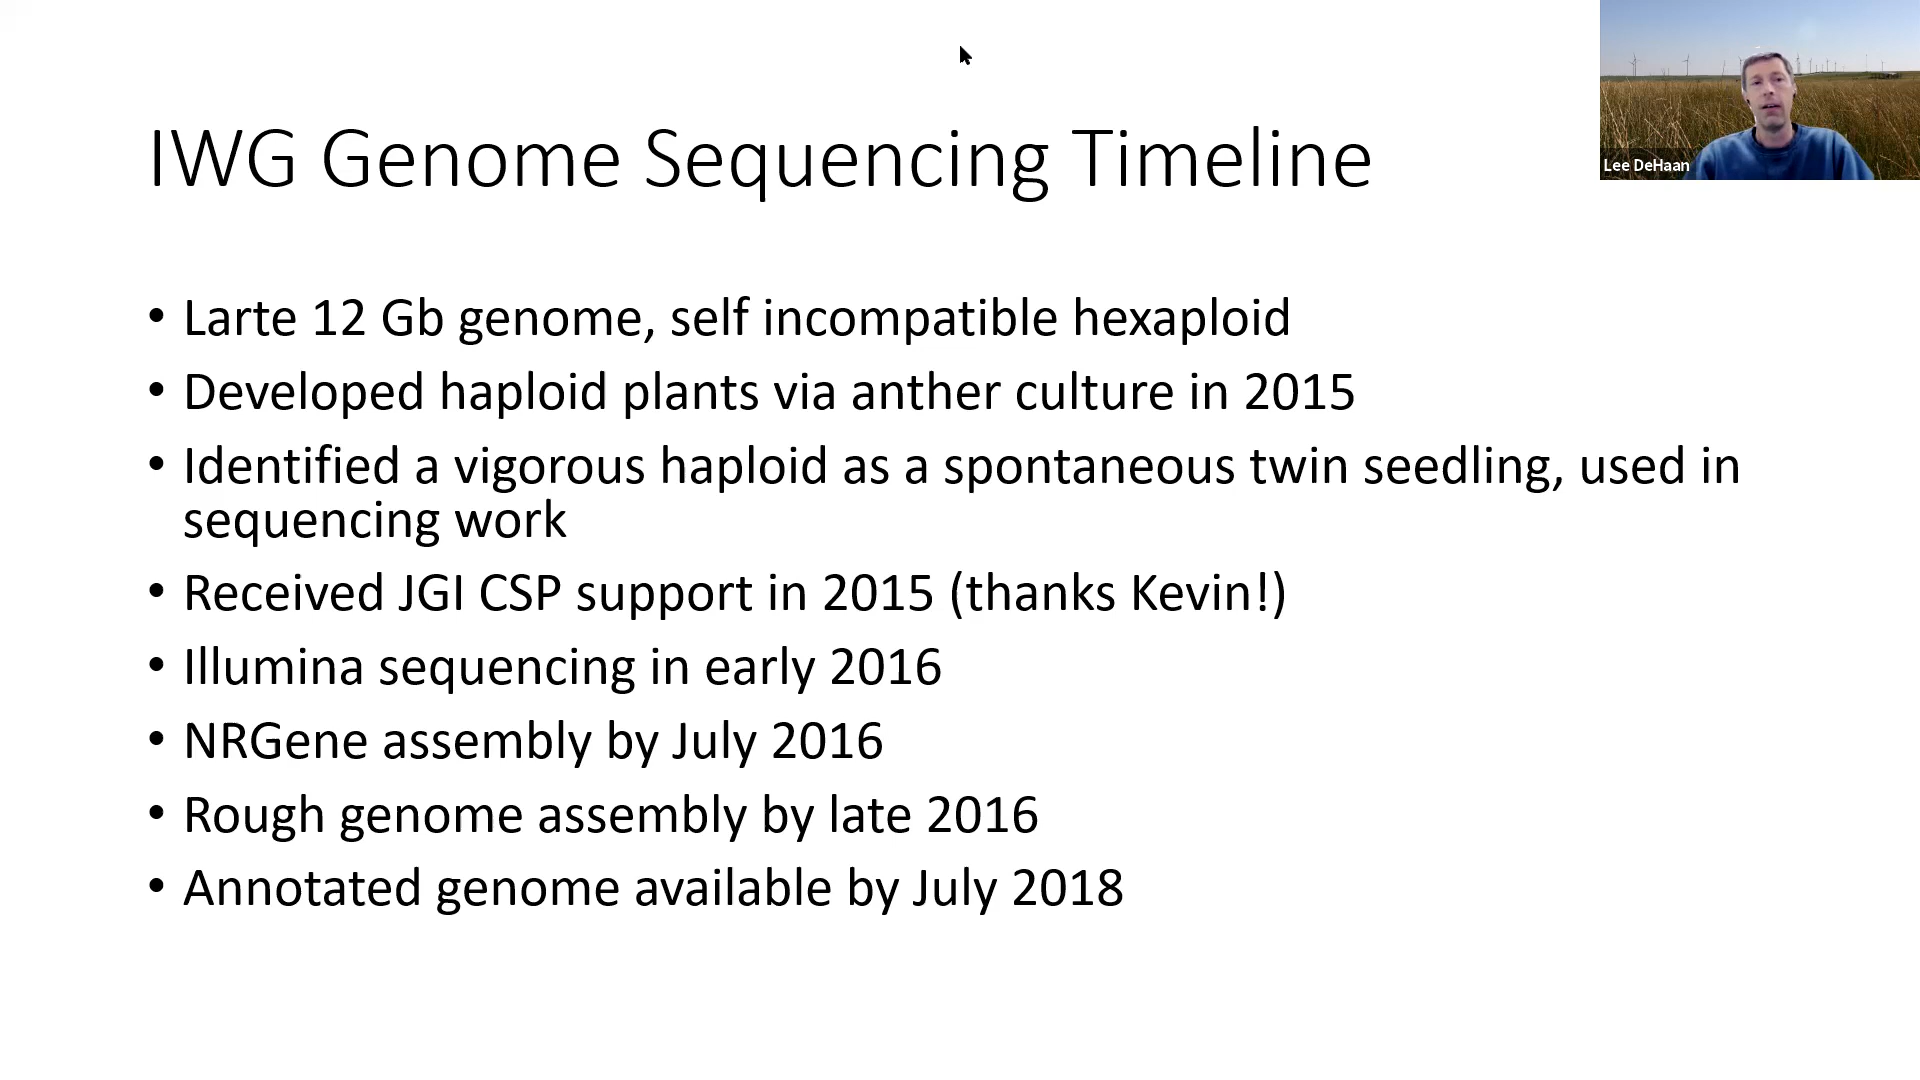 IWG Genome Sequencing Timeline
Lee DeHaan
• Larte 12 Gb genome, self incompatible hexaploid
• Developed haploid plants via anther culture in 2015
• Identified a vigorous haploid as a spontaneous twin seedling, used in
sequencing work
• Received JGI CSP support in 2015 (thanks Kevin!)
• Illumina sequencing in early 2016
• NRGene assembly by July 2016
• Rough genome assembly by late 2016
• Annotated genome available by July 2018